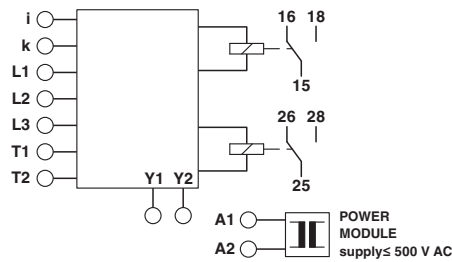 i
k
L1
L2
L3
T1
T2
Y1 Y2
16 18
15
26 28
25
A1
A2
POWER
MODULE
supply≤ 500 V AC